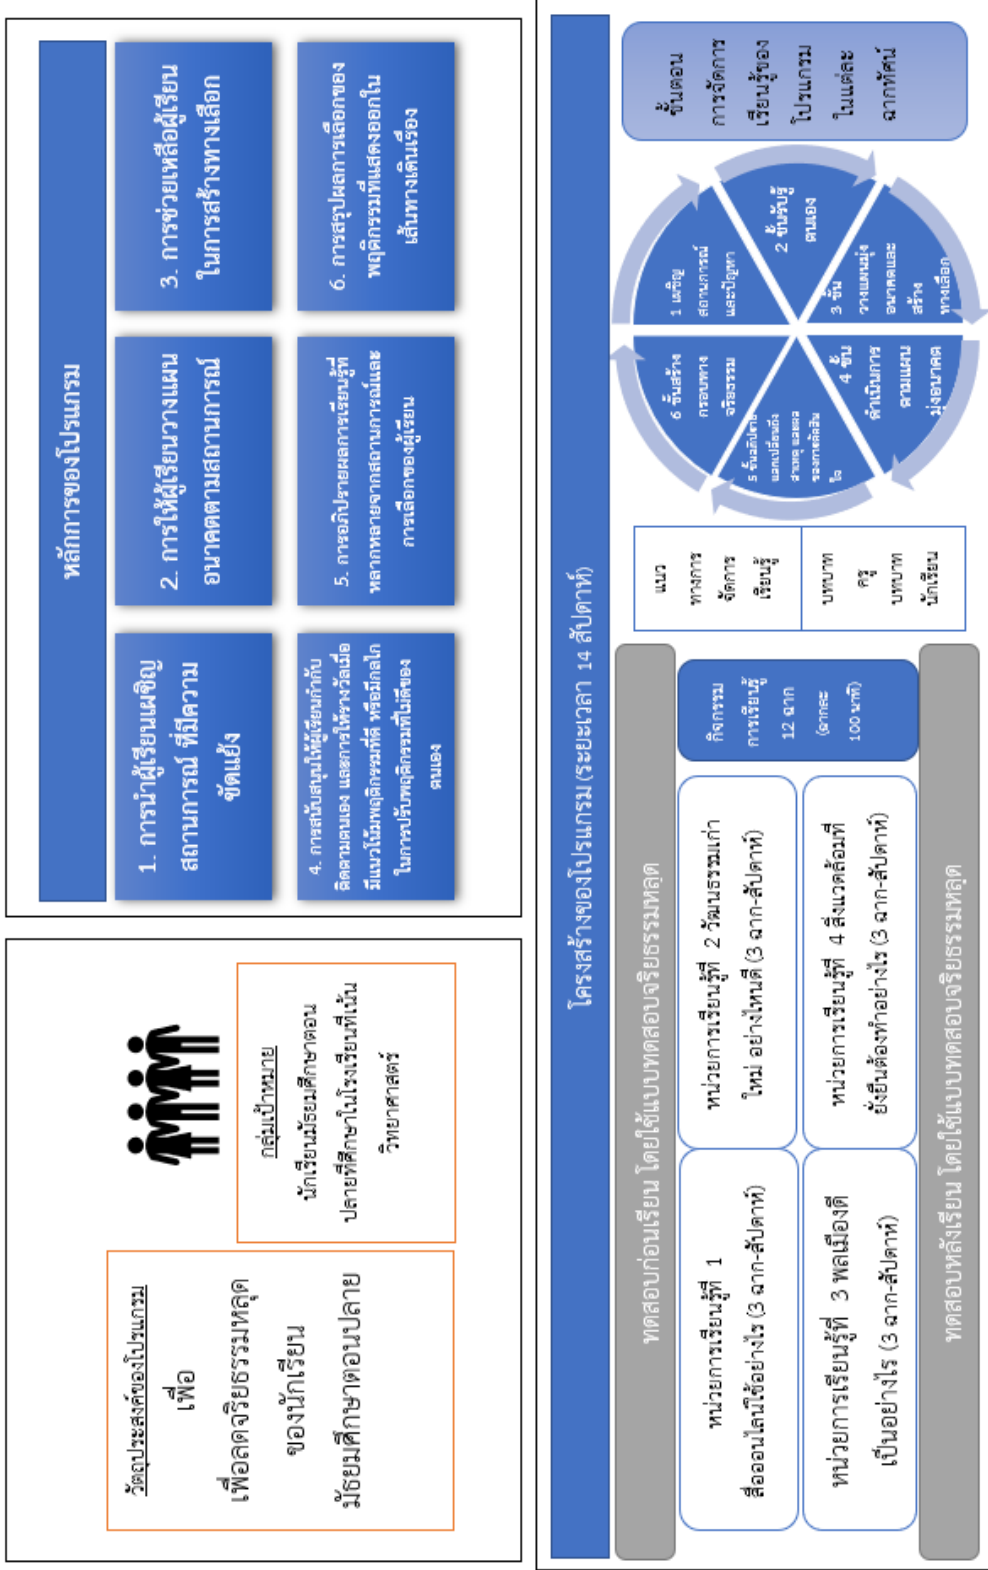 วัตถุประสงค์ของโปรแกรม
เพื่อ
เพื่อลดจริยธรรมหลุด
ของนักเรียน
มัธยมศึกษาตอนปลาย
กลุ่มเป้าหมาย
นักเรียนมัธยมศึกษาตอน
ปลายที่ศึกษาในโรงเรียนที่เน้น
วิทยาศาสตร์
หลักการของโปรแกรม
1. การนำผู้เรียนเผชิญ
สถานการณ์ ที่มีความ
ขัดแย้ง
2. การให้ผู้เรียนวางแผน
อนาคตตามสถานการณ์
3. การช่วยเหลือผู้เรียน
ในการสร้างทางเลือก
4. การสนับสนุนให้ผู้เรียนกำกับ
ติดตามตนเอง และการให้รางวัลเมื่อ
มีแนวโน้มพฤติกรรมที่ดี หรือมีกลไก
ในการปรับพฤติกรรมที่ไม่ดีของ
ตนเอง
5. การอภิปรายผลการเรียนรู้ที่
หลากหลายจากสถานการณ์และ
การเลือกของผู้เรียน
6. การสรุปผลการเลือกของ
พฤติกรรมที่แสดงออกใน
เส้นทางเดินเรื่อง
โครงสร้างของโปรแกรม(ระยะเวลา 14 สัปดาห์)
ทดสอบก่อนเรียน โดยใช้แบบทดสอบจริยธรรมหลุด
หน่วยการเรียนรู้ที่ 1
สื่อออนไลน์ใช้อย่างไร (3 ฉาก-สัปดาห์)
หน่วยการเรียนรู้ที่ 2 วัฒนธรรมเก่า
ใหม่ อย่างไหนดี (3 ฉาก-สัปดาห์)
หน่วยการเรียนรู้ที่ 3 พลเมืองดี
เป็นอย่างไร (3 ฉาก-สัปดาห์)
หน่วยการเรียนรู้ที่ 4 สิ่งแวดล้อมที่
ยั่งยืนต้องทำอย่างไร (3 ฉาก-สัปดาห์)
กิจกรรม
การเรียนรู้
12 ฉาก
(ฉากละ
100 นาที)
ทดสอบหลังเรียน โดยใช้แบบทดสอบจริยธรรมหลุด
แนว
ทางการ
จัดการ
เรียนรู้
บทบาท
ครู
บทบาท
นักเรียน
1 เผชิญ
สถานการณ์
และปัญหา
2 ขั้นรับรู้
ตนเอง
3 ขั้น
วางแผนมุ่ง
อนาคตและ
สร้าง
ทางเลือก
4 ขั้น
ดำเนินการ
ตามแผน
มุ่งอนาคต
5 ขั้นอภิปราย
แลกเปลี่ยนถึง
สาเหตุ และผล
ของการตัดสิน
ใจ
6 ขั้นสร้าง
กรอบทาง
จริยธรรม
ขั้นตอน
การจัดการ
เรียนรู้ของ
โปรแกรม
ในแต่ละ
ฉากทัศน์